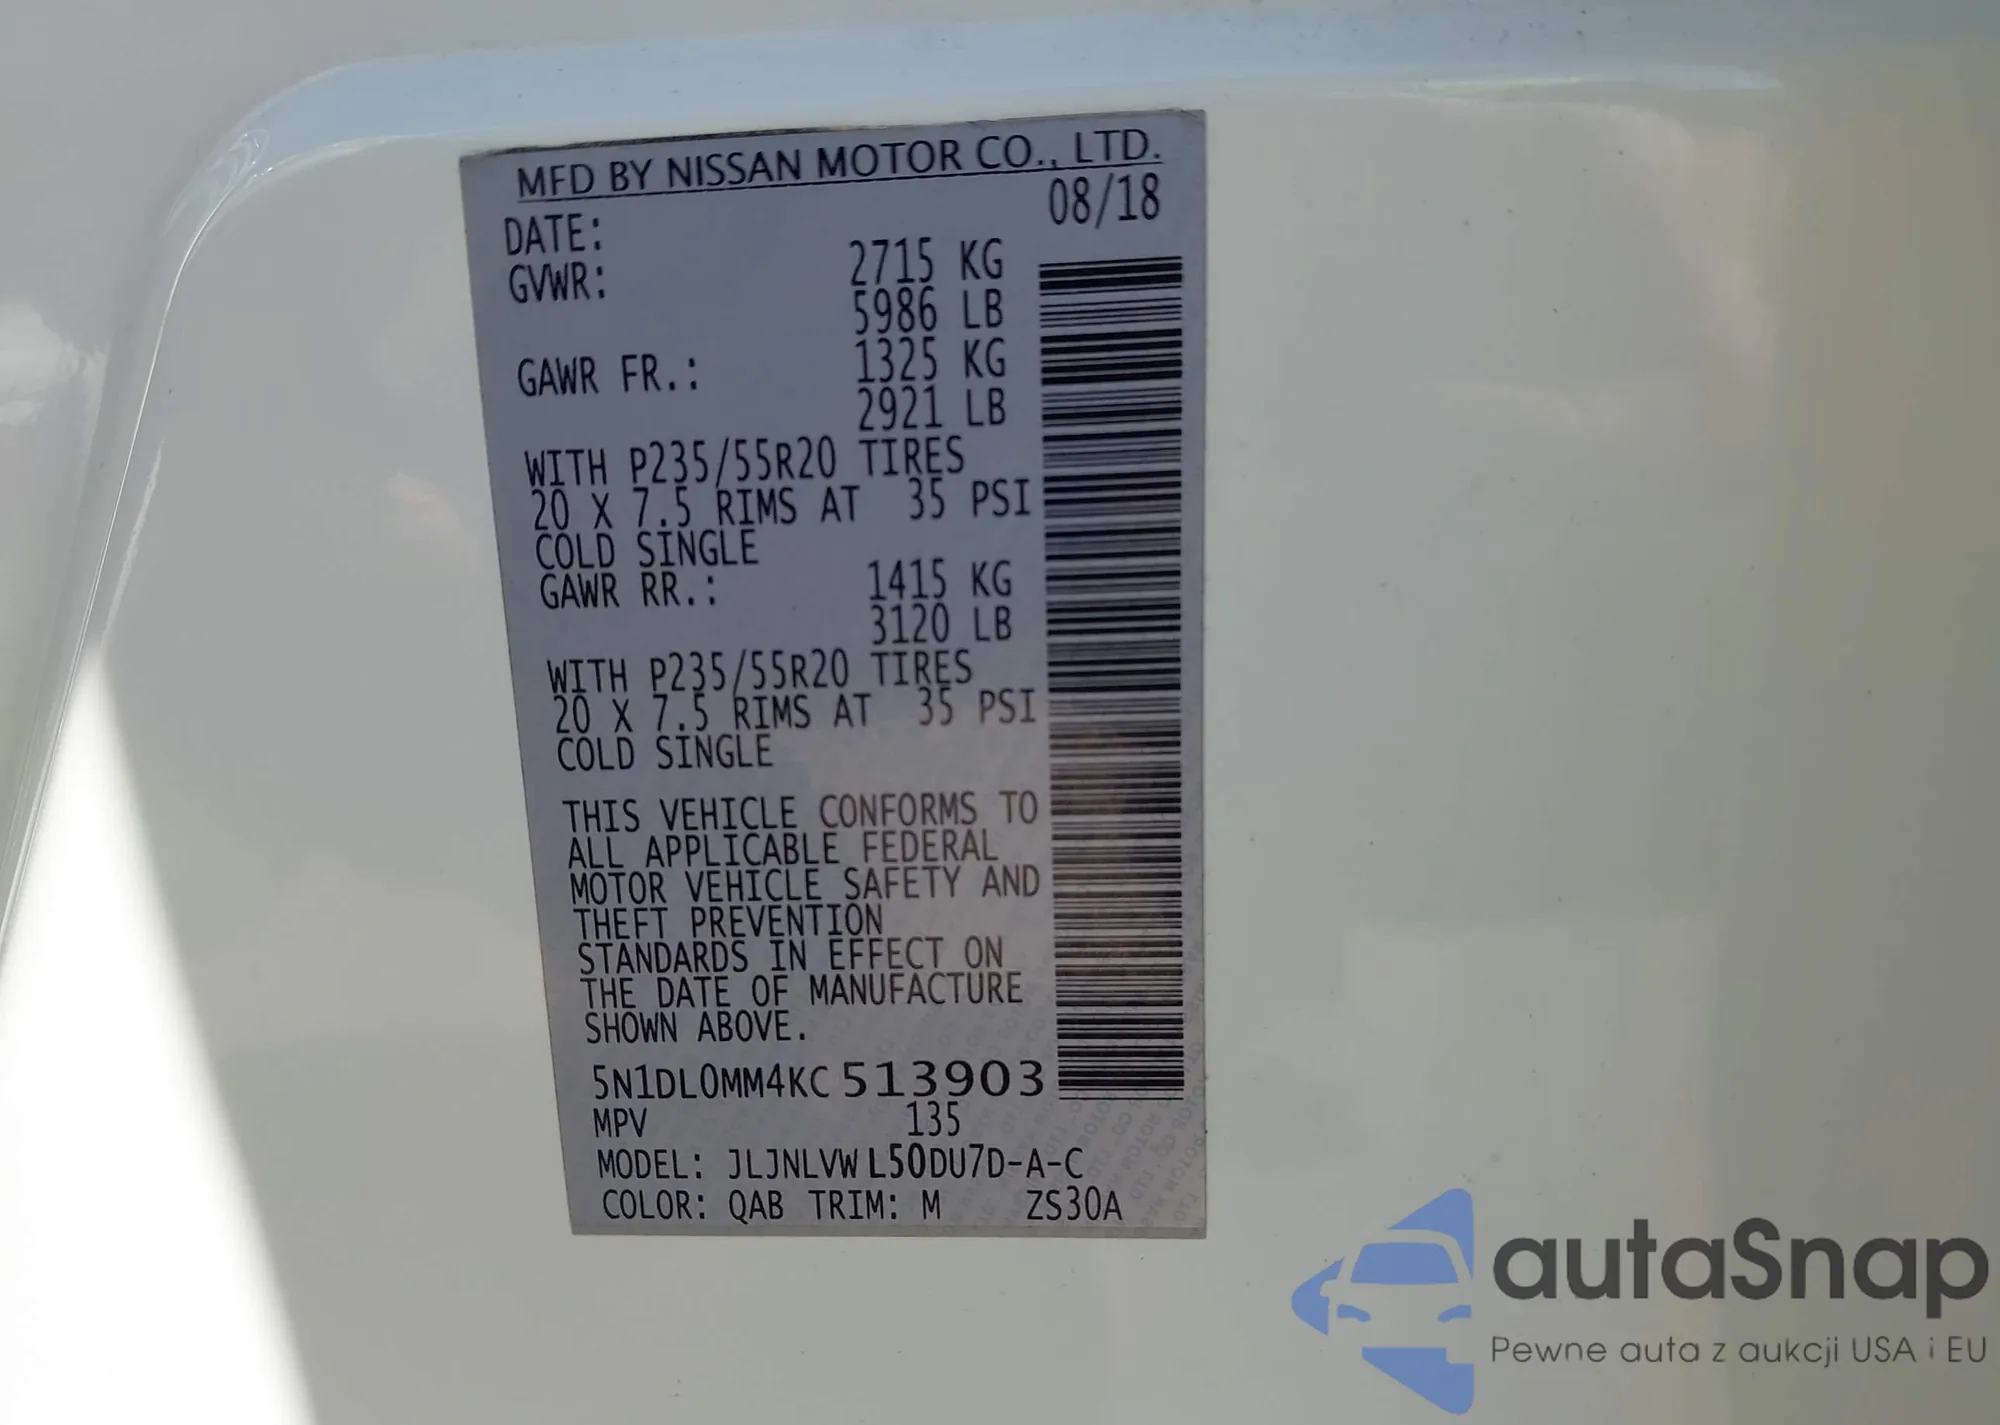 MFD BY NISSAN MOTOR CO., LTD.
DATE: 08/18
GVWR: 2715 KG
5986 LB
GAWR FR.: 1325 KG
2921 LB
WITH P235/55R20 TIRES
20 X 7.5 RIMS AT 35 PSI
COLD SINGLE
GAWR RR.: 1415 KG
3120 LB
WITH P235/55R20 TIRES
20 X 7.5 RIMS AT 35 PSI
COLD SINGLE
THIS VEHICLE CONFORMS TO
ALL APPLICABLE FEDERAL
MOTOR VEHICLE SAFETY AND
THEFT PREVENTION
STANDARDS IN EFFECT ON
THE DATE OF MANUFACTURE
SHOWN ABOVE.
5N1DL0MM4KC513903
MPV 135
MODEL: JLJNLVWL50DU7D-A-C
COLOR: QAB TRIM: M ZS30A
autaSnap
Pewne auta z aukcji USA i EU